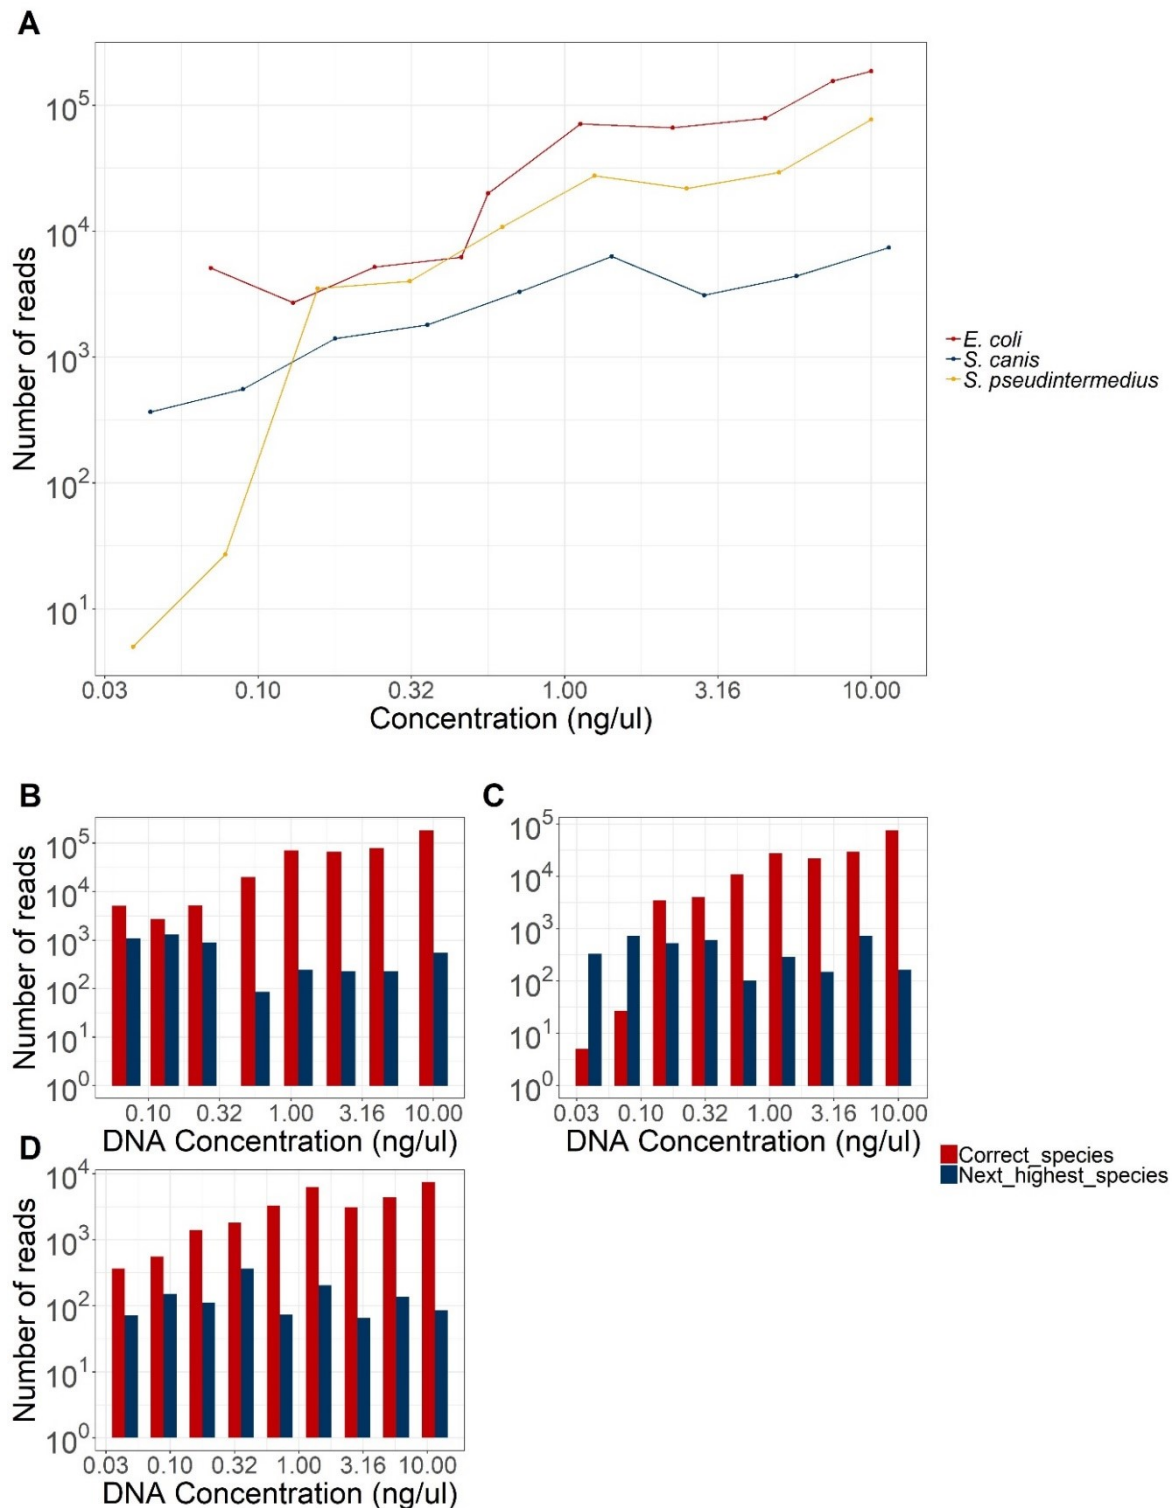 A
Number of reads
10^5
10^4
10^3
10^2
10^1
0.03 0.10 0.32 1.00 3.16 10.00
Concentration (ng/ul)
E. coli
S. canis
S. pseudintermedius
B
Number of reads
10^5
10^4
10^3
10^2
10^1
10^0
0.10 0.32 1.00 3.16 10.00
DNA Concentration (ng/ul)
C
Number of reads
10^5
10^4
10^3
10^2
10^1
10^0
0.03 0.10 0.32 1.00 3.16 10.00
DNA Concentration (ng/ul)
Correct_species
Next_highest_species
D
Number of reads
10^4
10^3
10^2
10^1
10^0
0.03 0.10 0.32 1.00 3.16 10.00
DNA Concentration (ng/ul)